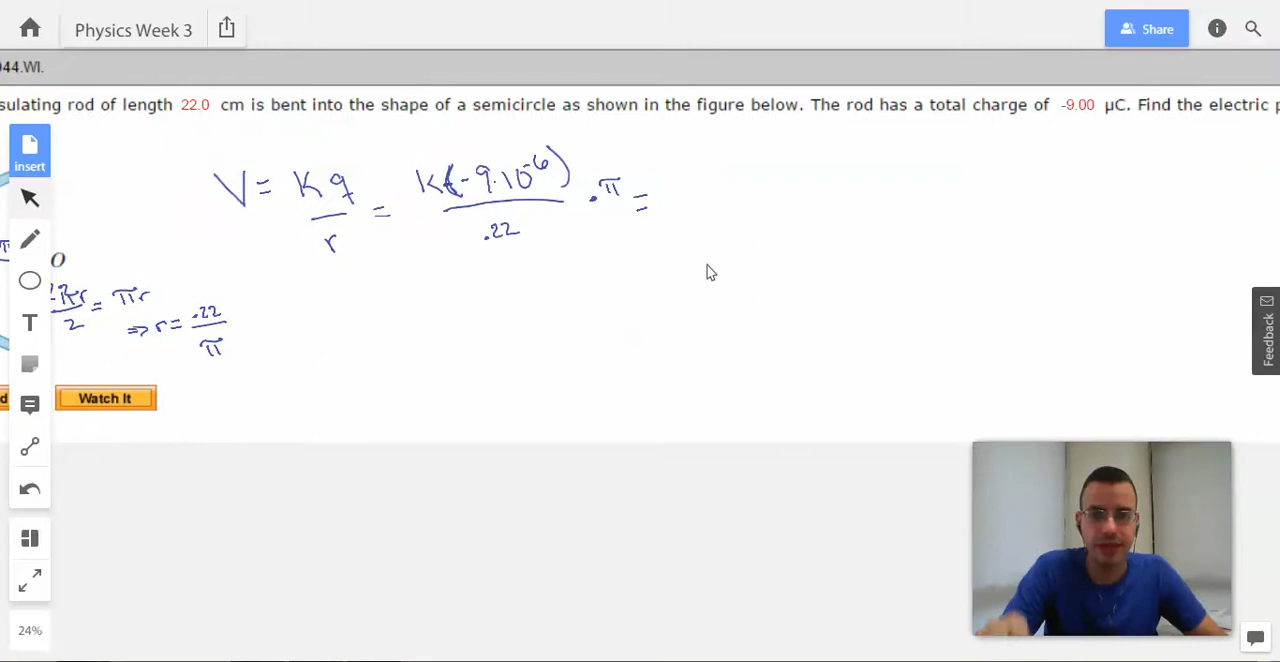 Physics Week 3
Share
044.WI.
sulating rod of length 22.0 cm is bent into the shape of a semicircle as shown in the figure below. The rod has a total charge of -9.00 µC. Find the electric p
insert
V = Kq/r = K(-9·10^-6)/.22 · π =
π
O
2πr/2 = πr
⇒ r = .22/π
T
d
Watch It
Feedback
24%